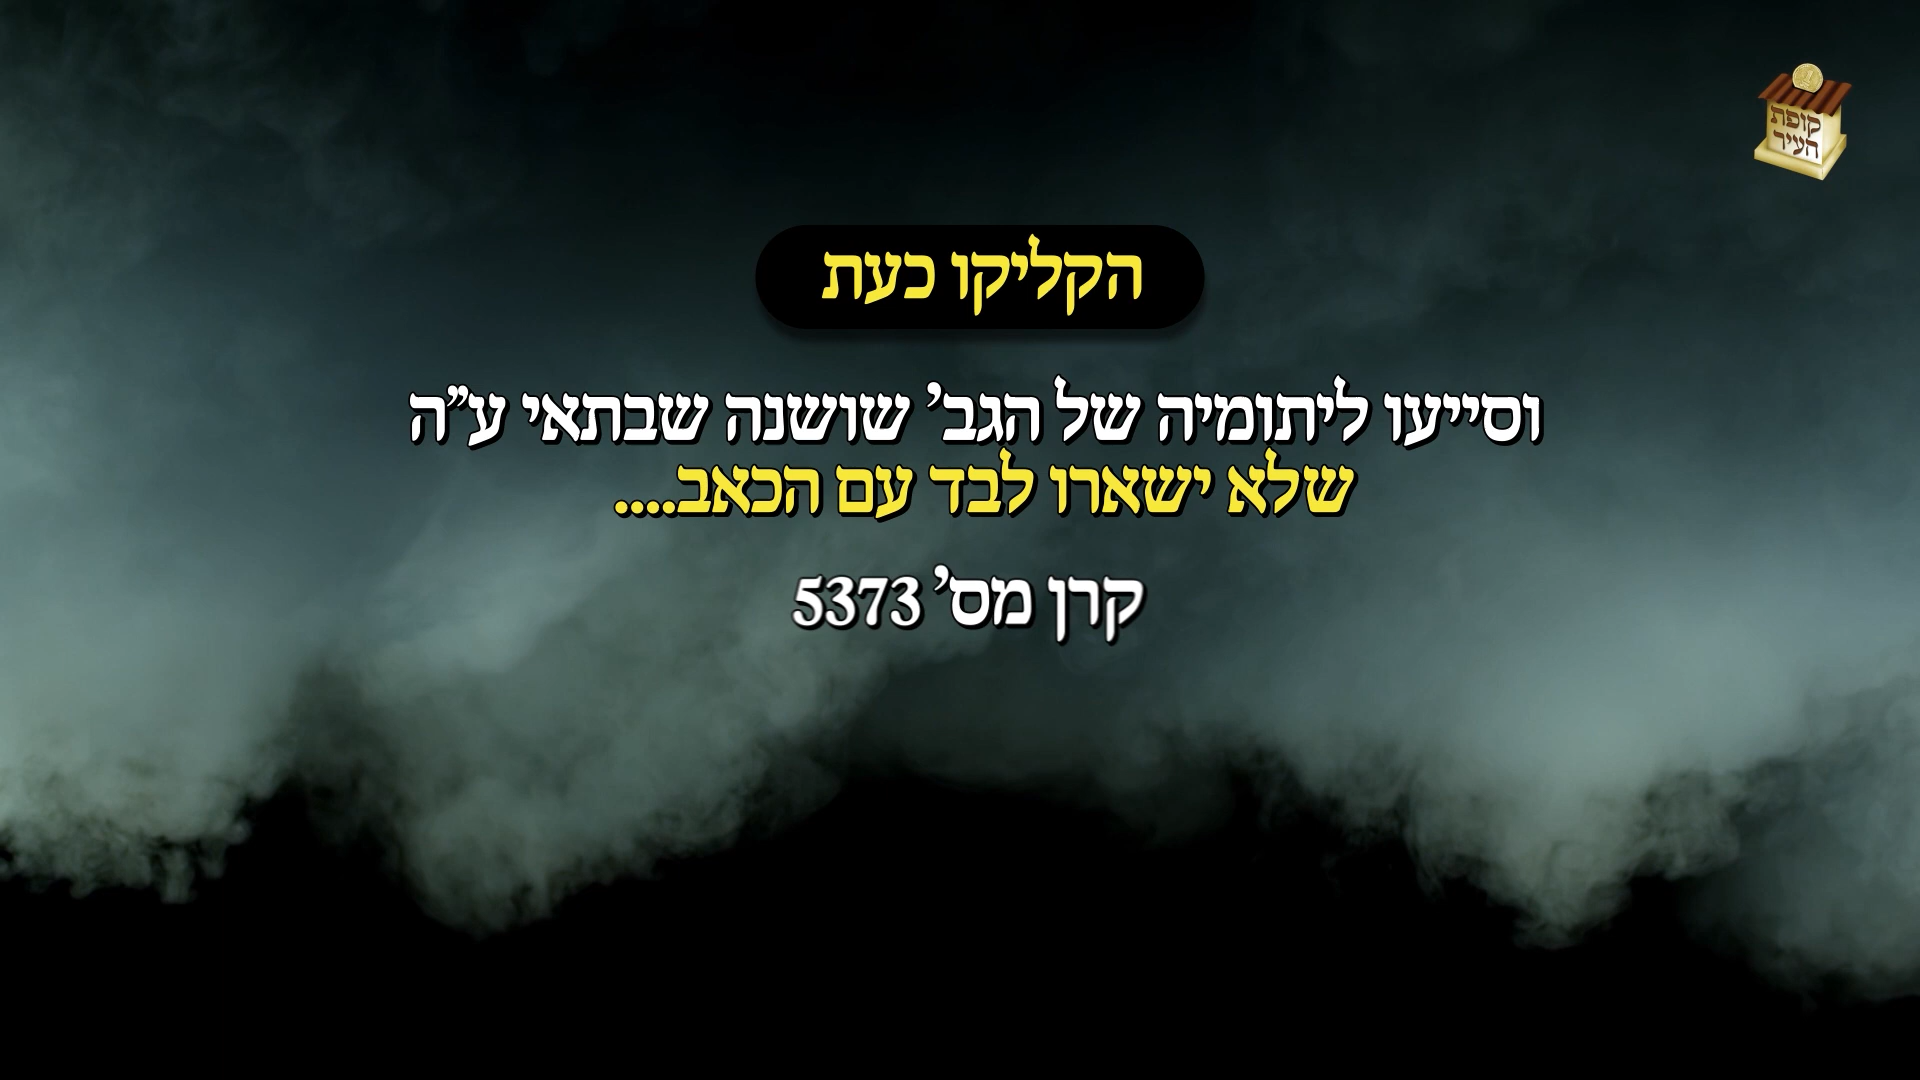 קופת
העיר
הקליקו כעת
וסייעו ליתומיה של הגב' שושנה שבתאי ע"ה
שלא ישארו לבד עם הכאב....
קרן מס' 5373